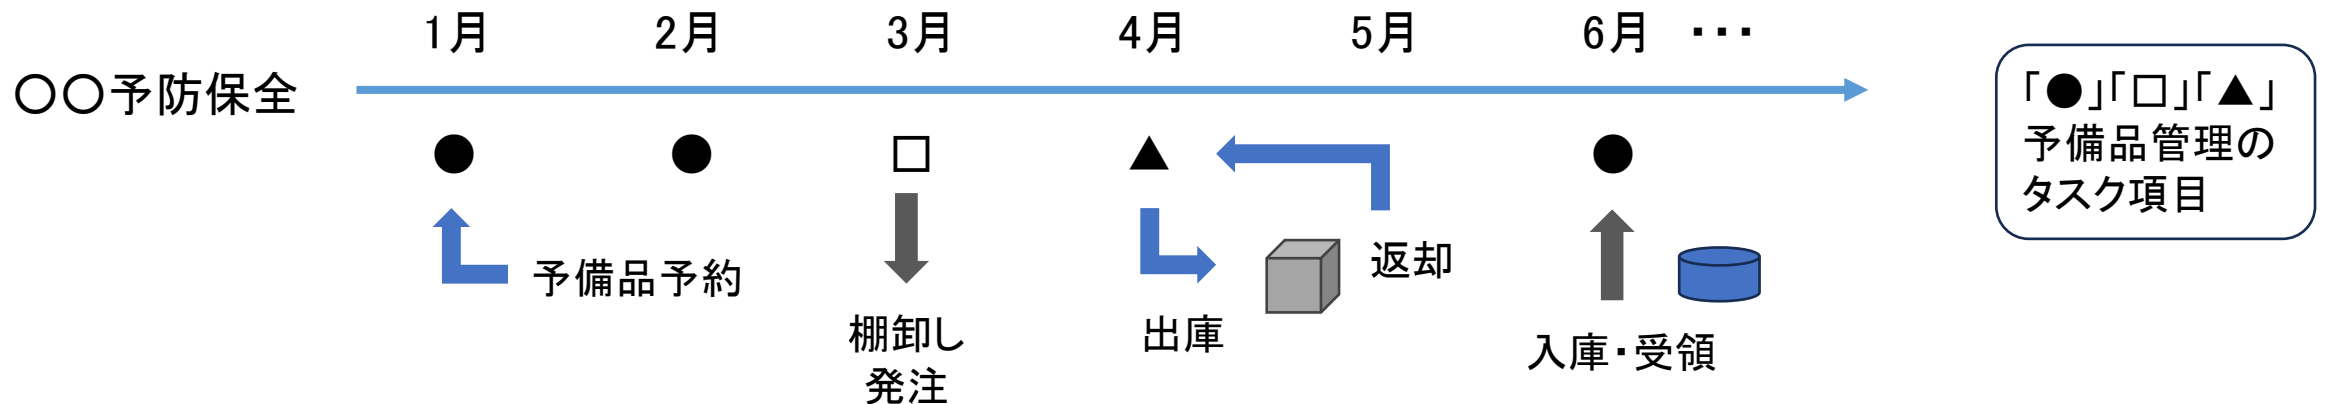 1月 2月 3月 4月 5月 6月 ・・・
〇〇予防保全
「●」「□」「▲」
予備品管理の
タスク項目
● ● □ ▲ ●
予備品予約
返却
棚卸し
発注
出庫
入庫・受領